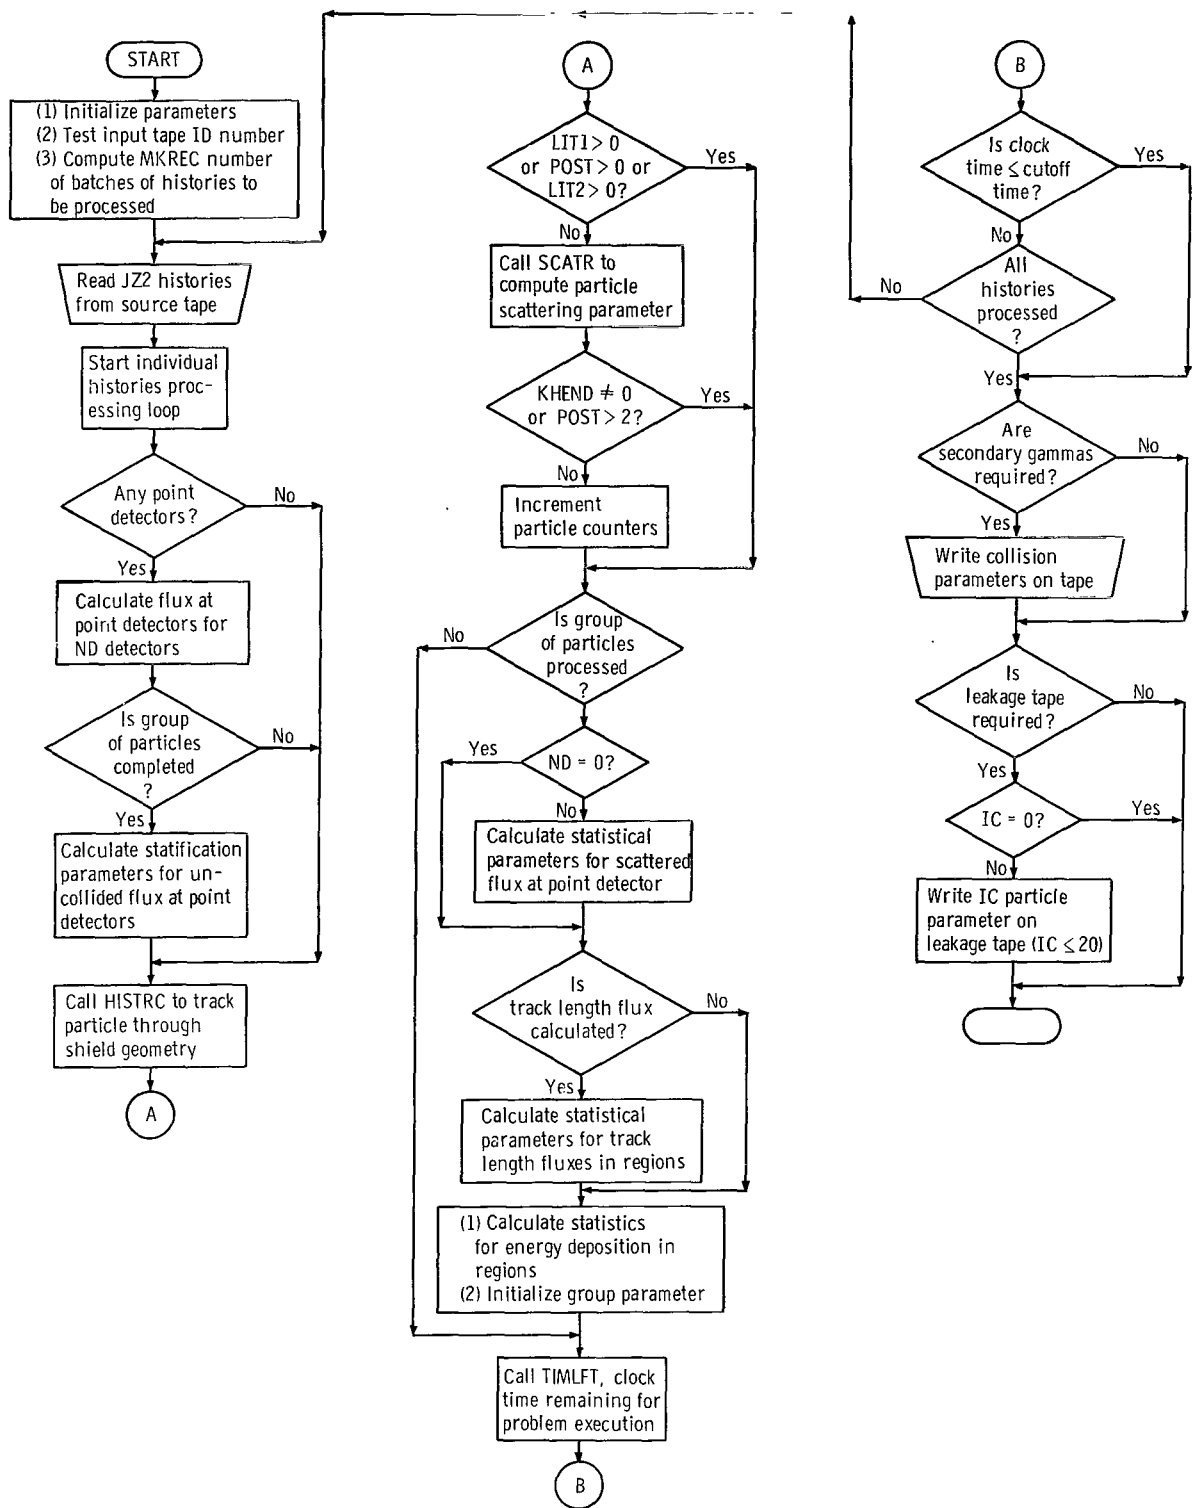 START
(1) Initialize parameters
(2) Test input tape ID number
(3) Compute MKREC number
of batches of histories to
be processed
Read JZ2 histories
from source tape
Start individual
histories proc-
essing loop
Any point
detectors?
No
Yes
Calculate flux at
point detectors for
ND detectors
Is group
of particles
completed
?
No
Yes
Calculate statification
parameters for un-
collided flux at point
detectors
Call HISTRC to track
particle through
shield geometry
A
A
LIT1 > 0
or POST > 0 or
LIT2 > 0?
Yes
No
Call SCATR to
compute particle
scattering parameter
KHEND ≠ 0
or POST > 2?
Yes
No
Increment
particle counters
Is group
of particles
processed
?
No
Yes
ND = 0?
No
Calculate statistical
parameters for scattered
flux at point detector
Is
track length flux
calculated?
No
Yes
Calculate statistical
parameters for track
length fluxes in regions
(1) Calculate statistics
for energy deposition in
regions
(2) Initialize group parameter
Call TIMLFT, clock
time remaining for
problem execution
B
B
Is clock
time ≤ cutoff
time?
Yes
No
All
histories
processed
?
No
Yes
Are
secondary gammas
required?
No
Yes
Write collision
parameters on tape
Is
leakage tape
required?
No
Yes
IC = 0?
Yes
No
Write IC particle
parameter on
leakage tape (IC ≤ 20)